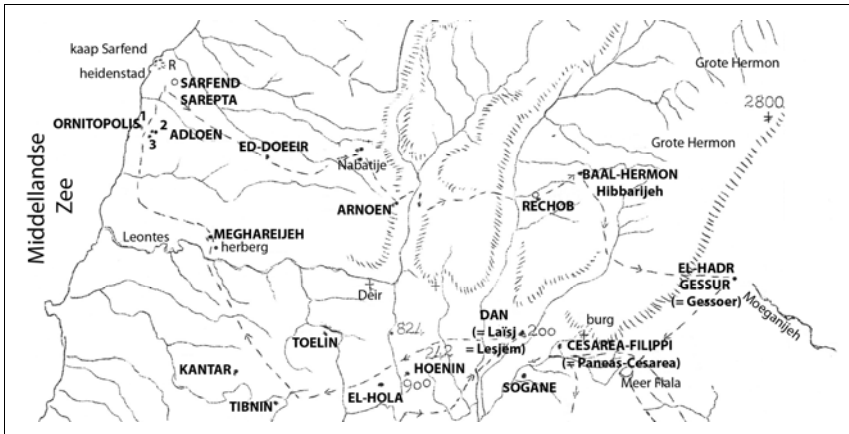 kaap Sarfend
heidenstad
R
SARFEND
SAREPTA
Grote Hermon
2800
ORNITOPOLIS
1
2
3
ADLOEN
ED-DOEEIR
Nabatije
Grote Hermon
BAAL-HERMON
Hibbarijeh
Middellandse
Zee
ARNOEN
RECHOB
MEGHAREIJEH
herberg
Leontes
EL-HADR
GESSUR
(= Gessoer)
Moeganijeh
Deir
DAN
(= Laïsj
= Lesjem)
200
burg
824
TOELIN
CESAREA-FILIPPI
(= Paneas-Cesarea)
242
KANTAR
HOENIN
900
SOGANE
Meer Fiala
TIBNIN
EL-HOLA